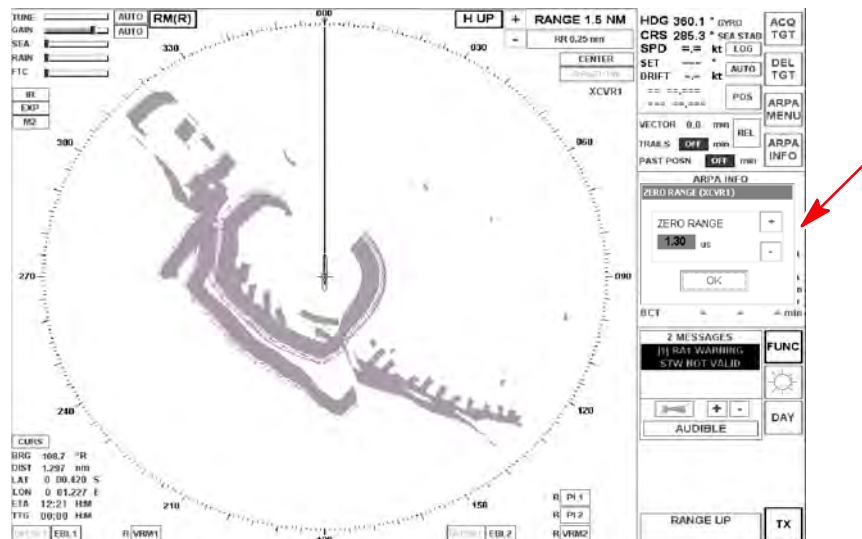 TUNE AUTO RM(R) 000 H UP + RANGE 1.5 NM HDG 360.1 ° GYRO ACQ TGT
GAIN AUTO - RR 0.25 nm CRS 285.3 ° SEA STAB
SEA 330 030 CENTER SPD =.= kt LOG
RAIN SET --- ° AUTO DEL TGT
FTC DRIFT -.- kt
IR XCVR1 == ==.=== POS
EXP === ==.=== ARPA MENU
M2
300 060 VECTOR 0.0 min REL
TRAILS OFF min ARPA INFO
PAST POSN OFF min
ARPA INFO
ZERO RANGE (XCVR1)
ZERO RANGE +
1.30 us
-
270 090 OK
BCT min
2 MESSAGES FUNC
[1] RA1 WARNING
STW NOT VALID
240 120 + - DAY
AUDIBLE
CURS
BRG 108.7 °R
DIST 1.297 nm
LAT 0 00.420 S
LON 0 01.227 E
ETA 12:21 H:M 210 150 R PI 1
TTG 00:00 H:M R PI 2 RANGE UP TX
EBL1 R VRM1 180 EBL2 R VRM2